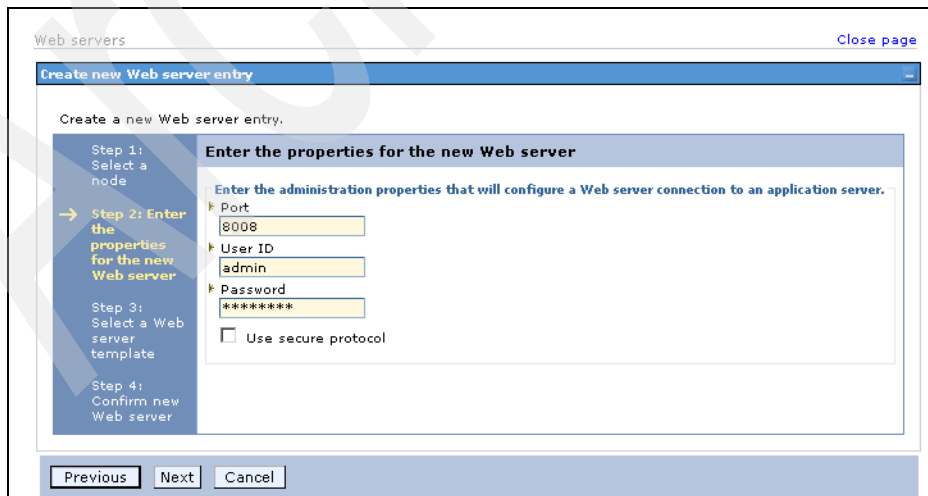 Web servers
Close page
Create new Web server entry
Create a new Web server entry.
Step 1:
Select a
node
Step 2: Enter
the
properties
for the new
Web server
Step 3:
Select a Web
server
template
Step 4:
Confirm new
Web server
Enter the properties for the new Web server
Enter the administration properties that will configure a Web server connection to an application server.
Port
8008
User ID
admin
Password
********
Use secure protocol
Previous
Next
Cancel